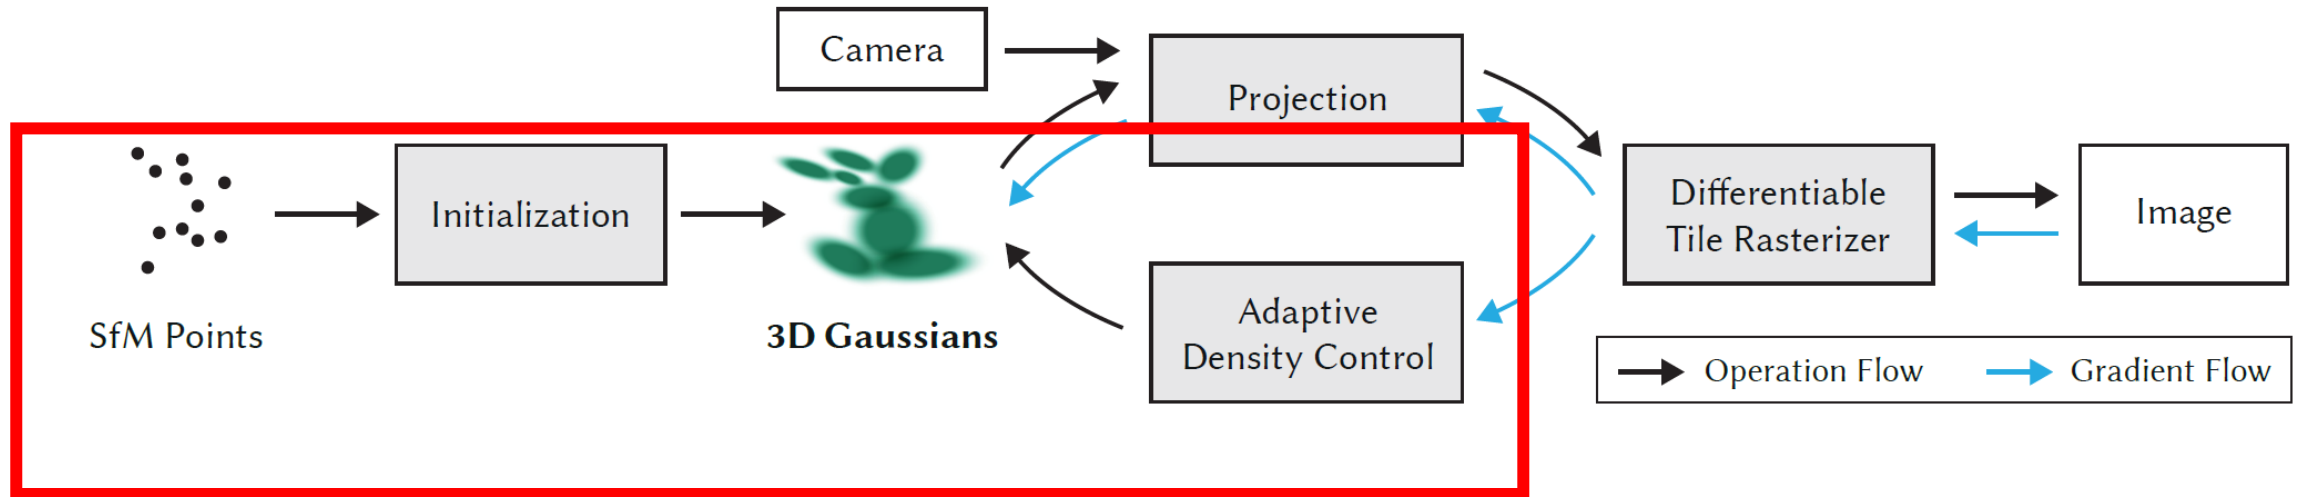 Camera
Projection
Initialization
Differentiable
Tile Rasterizer
Image
SfM Points
3D Gaussians
Adaptive
Density Control
Operation Flow
Gradient Flow